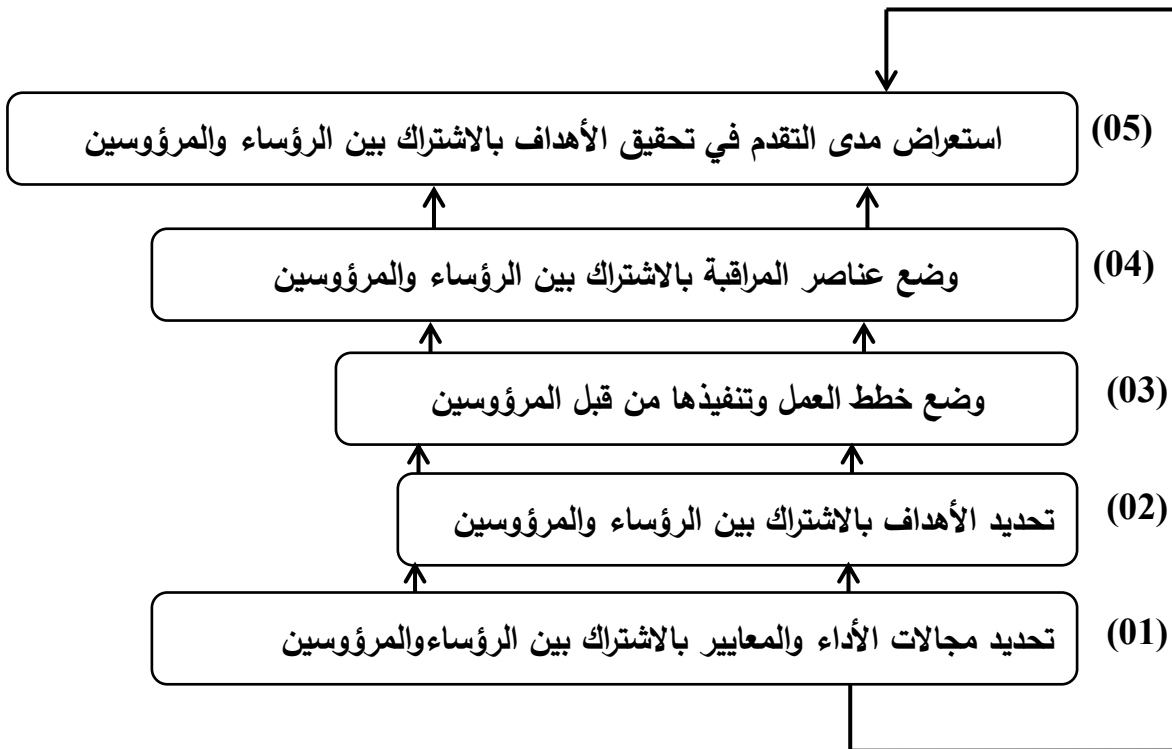 (05) استعراض مدى التقدم في تحقيق الأهداف بالاشتراك بين الرؤساء والمرؤوسين
(04) وضع عناصر المراقبة بالاشتراك بين الرؤساء والمرؤوسين
(03) وضع خطط العمل وتنفيذها من قبل المرؤوسين
(02) تحديد الأهداف بالاشتراك بين الرؤساء والمرؤوسين
(01) تحديد مجالات الأداء والمعايير بالاشتراك بين الرؤساءوالمرؤوسين